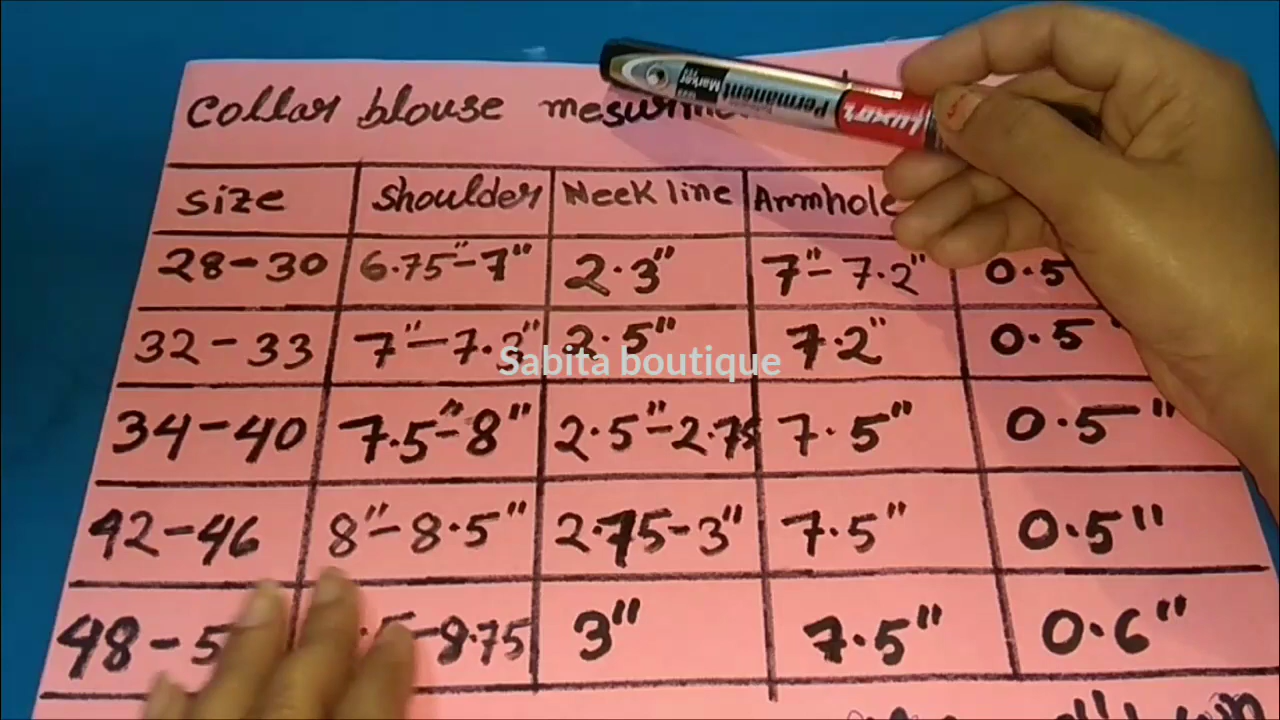 collar blouse
Luxor Permanent Marker
size shoulder Neek line Armhole
28-30 6.75"-7" 2.3" 7"-7.2" 0.5
32-33 7"-7.2" 2.5" 7.2" 0.5"
Sabita boutique
34-40 7.5"-8" 2.5"-2.75 7.5" 0.5"
42-46 8"-8.5" 2.75-3" 7.5" 0.5"
48-5 -8.75 3" 7.5" 0.6"